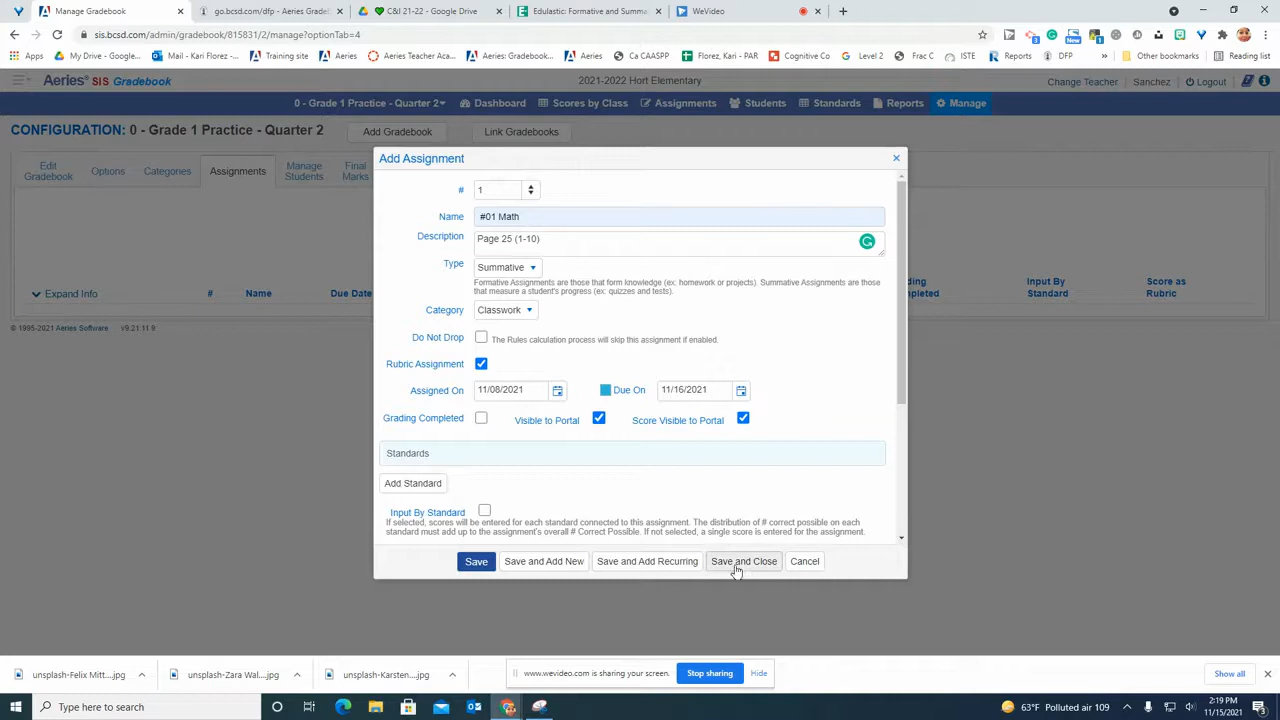 Manage Gradebook
go.bcsd.com/dfp - Aeries Gradeb
C&I 21-22 - Google Drive
Edulastic: Formative and Summa
WeVideo
sis.bcsd.com/admin/gradebook/815831/2/manage?optionTab=4
My Drive - Google...
Mail - Kari Florez -...
Training site?
Aeries Teacher Aca...
Aeries: Gradebook...
Aeries
Ca CAASPP
Florez, Kari - PAR
Cognitive Co
Level 2
Frac C
ISTE
Reports
DFP
Other bookmarks
Reading list
Aeries SIS Gradebook
2021-2022 Hort Elementary
Change Teacher
Sanchez
Logout
0 - Grade 1 Practice - Quarter 2
Dashboard
Scores by Class
Assignments
Students
Standards
Reports
Manage
CONFIGURATION: 0 - Grade 1 Practice - Quarter 2
Add Gradebook
Link Gradebooks
Edit Gradebook
Options
Categories
Assignments
Manage Students
Final Marks
Expand Info
#
Name
Due Date
Input By Standard
Score as Rubric
© 1995-2021 Aeries Software v9.21.11.9
Add Assignment
# 1
Name #01 Math
Description Page 25 (1-10)
Type Summative
Formative Assignments are those that form knowledge (ex: homework or projects). Summative Assignments are those
that measure a student's progress (ex: quizzes and tests).
Category Classwork
Do Not Drop The Rules calculation process will skip this assignment if enabled.
Rubric Assignment
Assigned On 11/08/2021 Due On 11/16/2021
Grading Completed Visible to Portal Score Visible to Portal
Standards
Add Standard
Input By Standard
If selected, scores will be entered for each standard connected to this assignment. The distribution of # correct possible on each
standard must add up to the assignment's overall # Correct Possible. If not selected, a single score is entered for the assignment.
Save
Save and Add New
Save and Add Recurring
Save and Close
Cancel
unsplash-Felix Mitt....jpg
unsplash-Zara Wal....jpg
unsplash-Karsten....jpg
www.wevideo.com is sharing your screen.
Stop sharing
Hide
Show all
Type here to search
63°F Polluted air 109
2:19 PM
11/15/2021